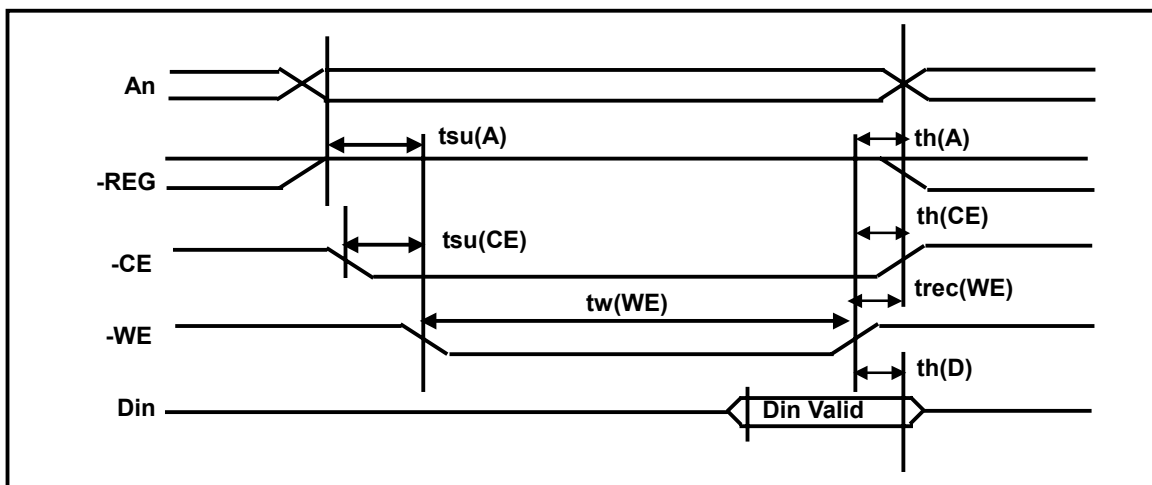 An
tsu(A)
th(A)
-REG
th(CE)
tsu(CE)
-CE
trec(WE)
tw(WE)
-WE
th(D)
Din
Din Valid